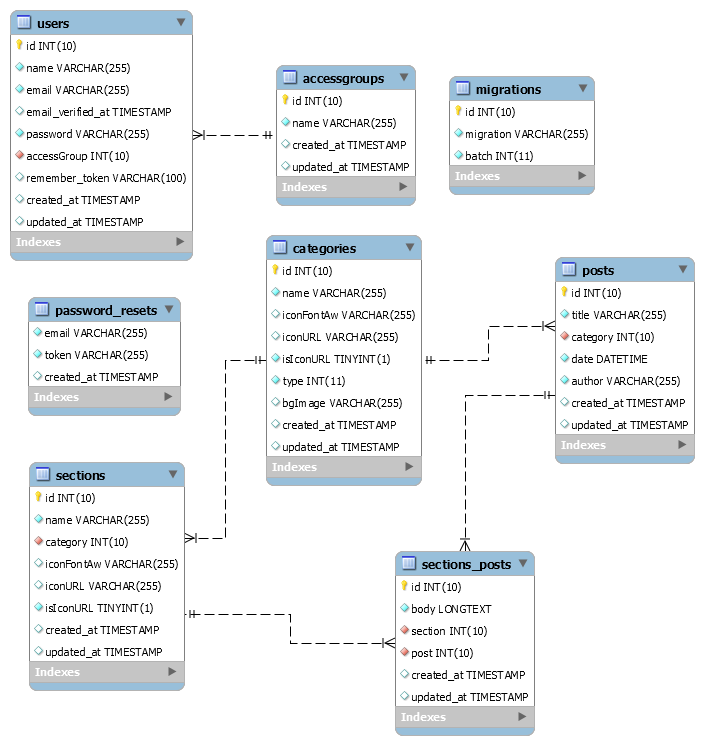 users
id INT(10)
name VARCHAR(255)
email VARCHAR(255)
email_verified_at TIMESTAMP
password VARCHAR(255)
accessGroup INT(10)
remember_token VARCHAR(100)
created_at TIMESTAMP
updated_at TIMESTAMP
Indexes
accessgroups
id INT(10)
name VARCHAR(255)
created_at TIMESTAMP
updated_at TIMESTAMP
Indexes
migrations
id INT(10)
migration VARCHAR(255)
batch INT(11)
Indexes
password_resets
email VARCHAR(255)
token VARCHAR(255)
created_at TIMESTAMP
Indexes
categories
id INT(10)
name VARCHAR(255)
iconFontAw VARCHAR(255)
iconURL VARCHAR(255)
isIconURL TINYINT(1)
type INT(11)
bgImage VARCHAR(255)
created_at TIMESTAMP
updated_at TIMESTAMP
Indexes
posts
id INT(10)
title VARCHAR(255)
category INT(10)
date DATETIME
author VARCHAR(255)
created_at TIMESTAMP
updated_at TIMESTAMP
Indexes
sections
id INT(10)
name VARCHAR(255)
category INT(10)
iconFontAw VARCHAR(255)
iconURL VARCHAR(255)
isIconURL TINYINT(1)
created_at TIMESTAMP
updated_at TIMESTAMP
Indexes
sections_posts
id INT(10)
body LONGTEXT
section INT(10)
post INT(10)
created_at TIMESTAMP
updated_at TIMESTAMP
Indexes